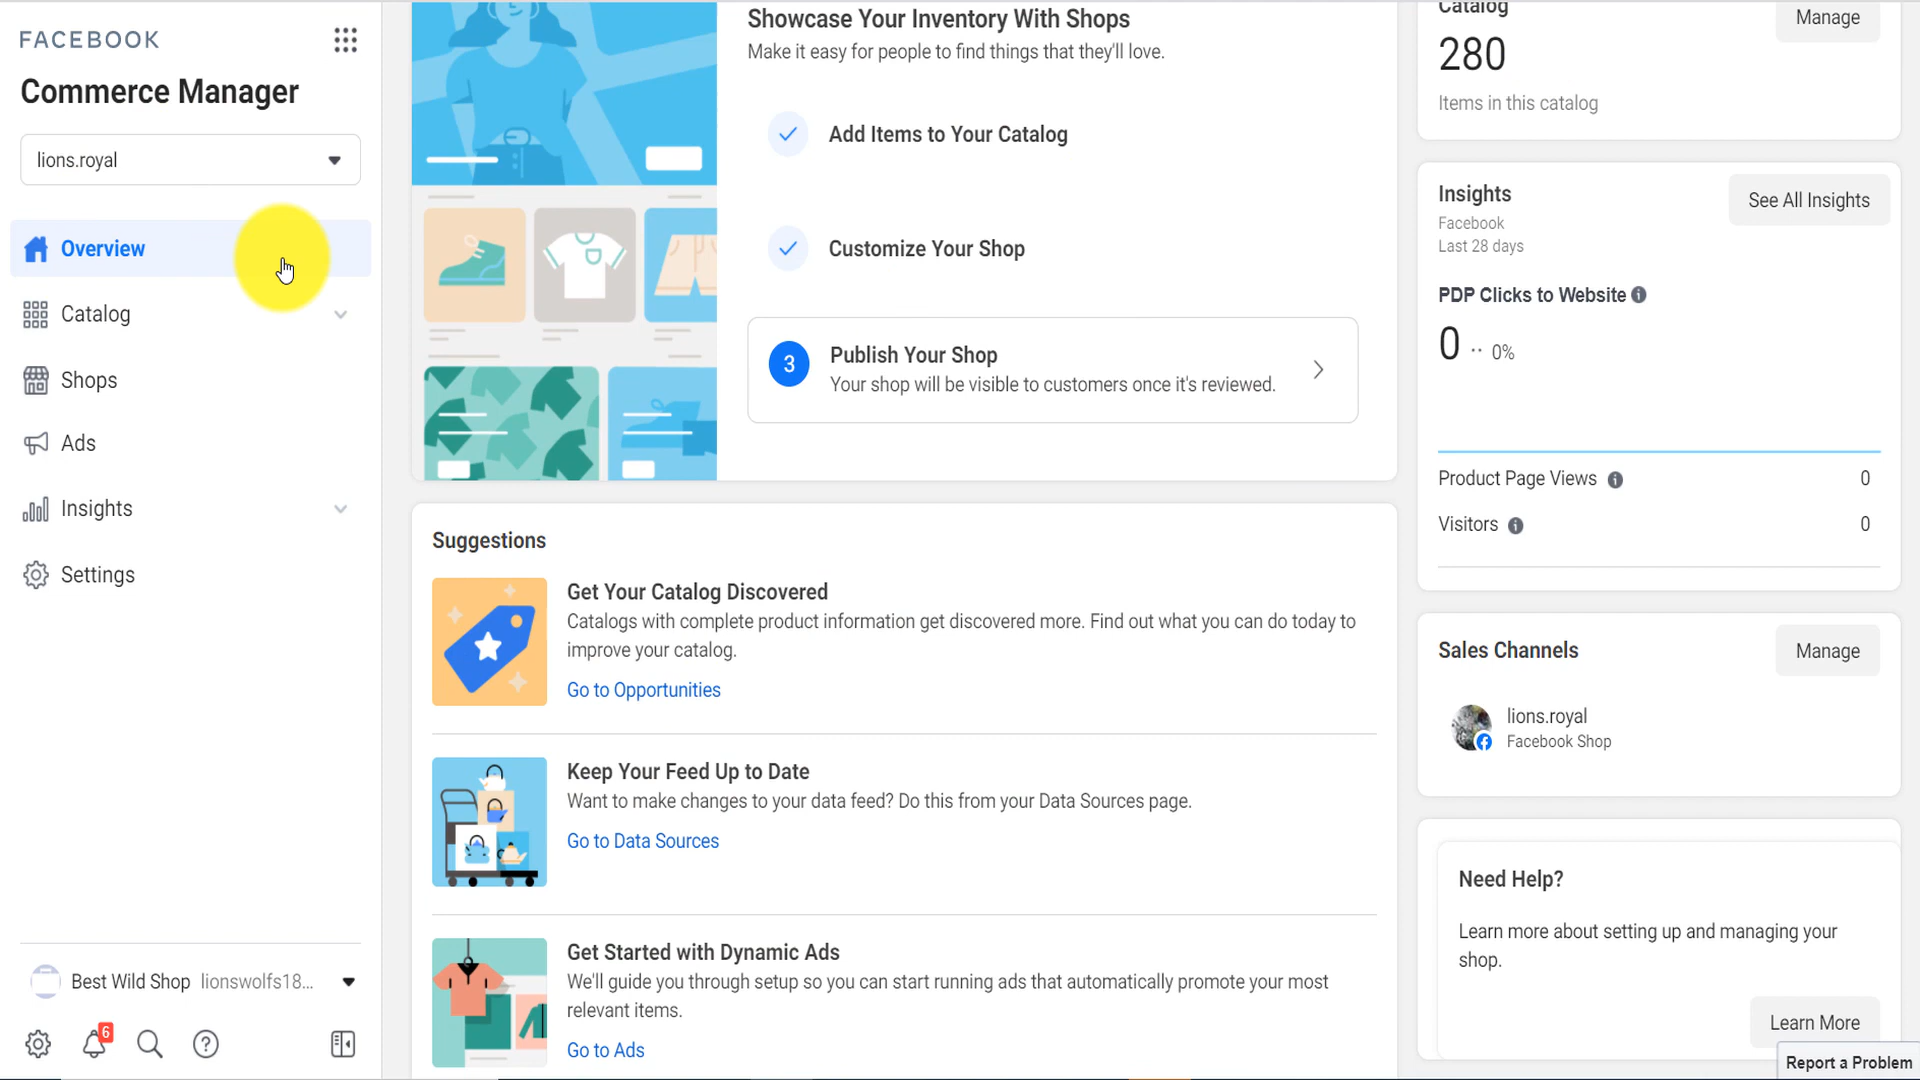 FACEBOOK
Commerce Manager
lions.royal
Overview
Catalog
Shops
Ads
Insights
Settings
Best Wild Shop lionswolfs18...
6
Showcase Your Inventory With Shops
Make it easy for people to find things that they'll love.
Add Items to Your Catalog
Customize Your Shop
3
Publish Your Shop
Your shop will be visible to customers once it's reviewed.
Suggestions
Get Your Catalog Discovered
Catalogs with complete product information get discovered more. Find out what you can do today to
improve your catalog.
Go to Opportunities
Keep Your Feed Up to Date
Want to make changes to your data feed? Do this from your Data Sources page.
Go to Data Sources
Get Started with Dynamic Ads
We'll guide you through setup so you can start running ads that automatically promote your most
relevant items.
Go to Ads
Catalog
Manage
280
Items in this catalog
Insights
See All Insights
Facebook
Last 28 days
PDP Clicks to Website
0 -- 0%
Product Page Views 0
Visitors 0
Sales Channels
Manage
lions.royal
Facebook Shop
Need Help?
Learn more about setting up and managing your
shop.
Learn More
Report a Problem